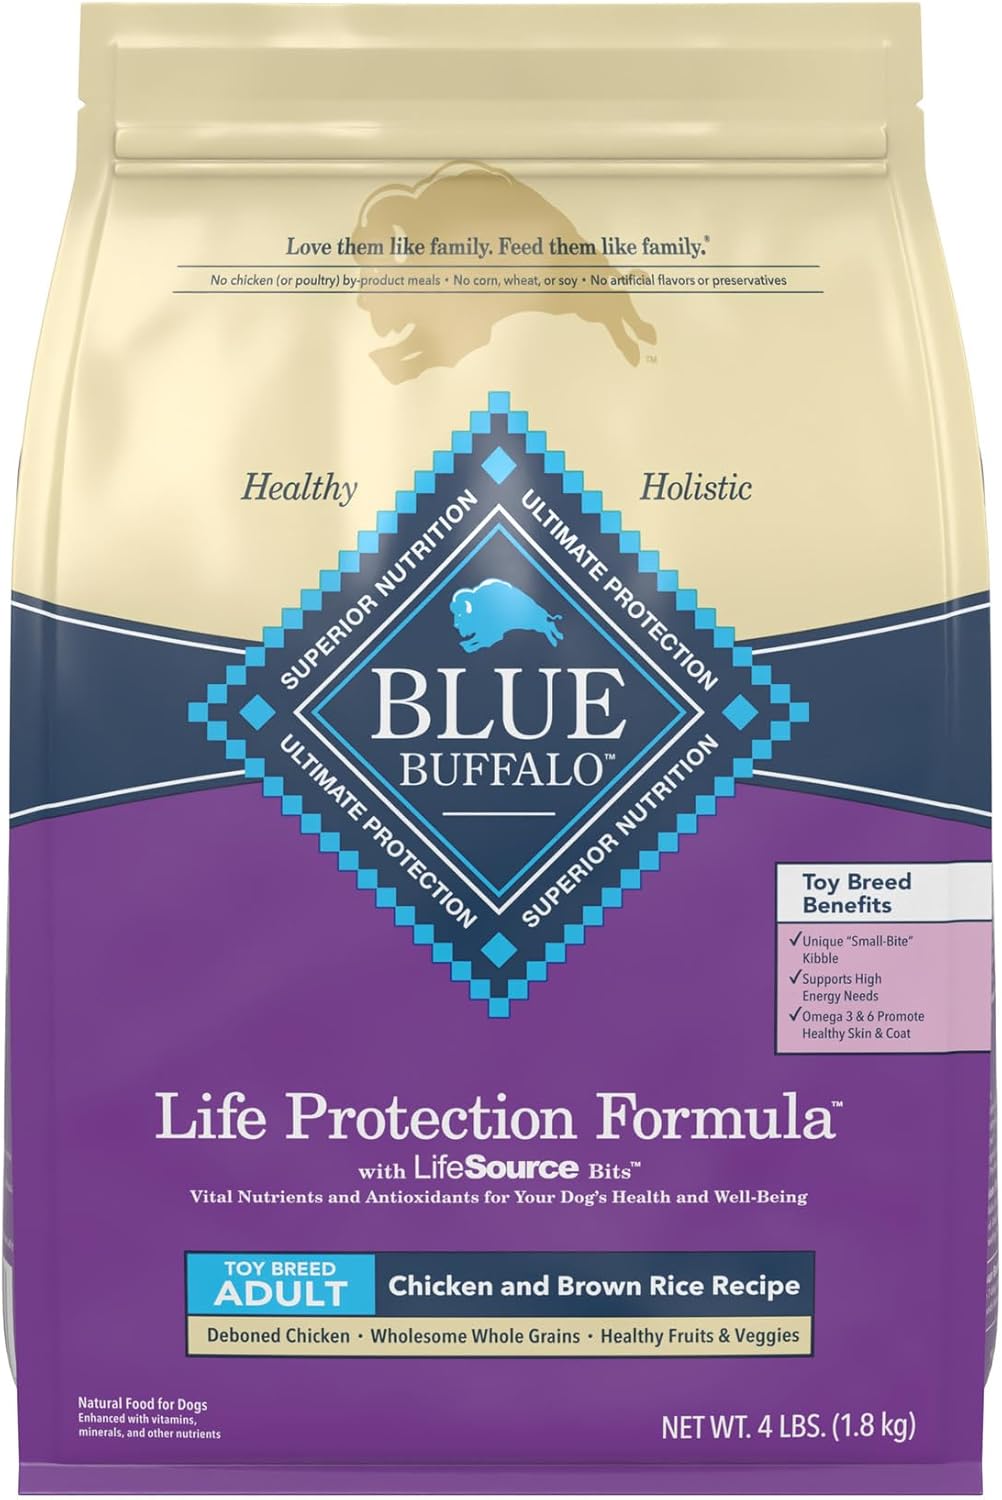 Love them like family. Feed them like family.®
No chicken (or poultry) by-product meals • No corn, wheat, or soy • No artificial flavors or preservatives
TM
Healthy
Holistic
SUPERIOR NUTRITION
ULTIMATE PROTECTION
BLUE
BUFFALO™
ULTIMATE PROTECTION
SUPERIOR NUTRITION
Toy Breed
Benefits
✓Unique "Small-Bite"
Kibble
✓Supports High
Energy Needs
✓Omega 3 & 6 Promote
Healthy Skin & Coat
Life Protection Formula™
with LifeSource Bits™
Vital Nutrients and Antioxidants for Your Dog's Health and Well-Being
TOY BREED
ADULT
Chicken and Brown Rice Recipe
Deboned Chicken • Wholesome Whole Grains • Healthy Fruits & Veggies
Natural Food for Dogs
Enhanced with vitamins,
minerals, and other nutrients
NET WT. 4 LBS. (1.8 kg)